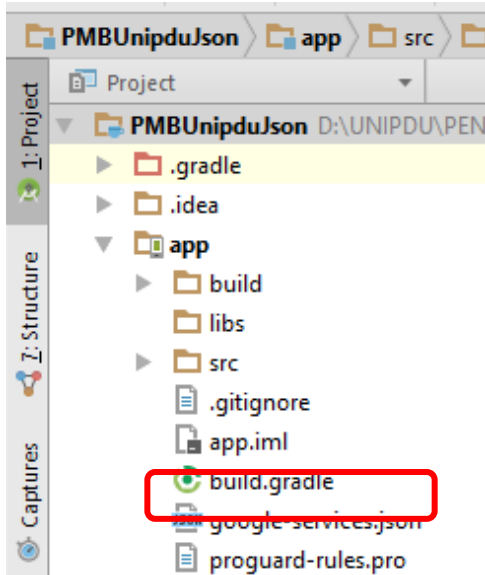 PMBUnipduJson app src
Project
PMBUnipduJson D:\UNIPDU\PEN
.gradle
.idea
app
build
libs
src
.gitignore
app.iml
build.gradle
google-services.json
proguard-rules.pro
1: Project
7: Structure
Captures